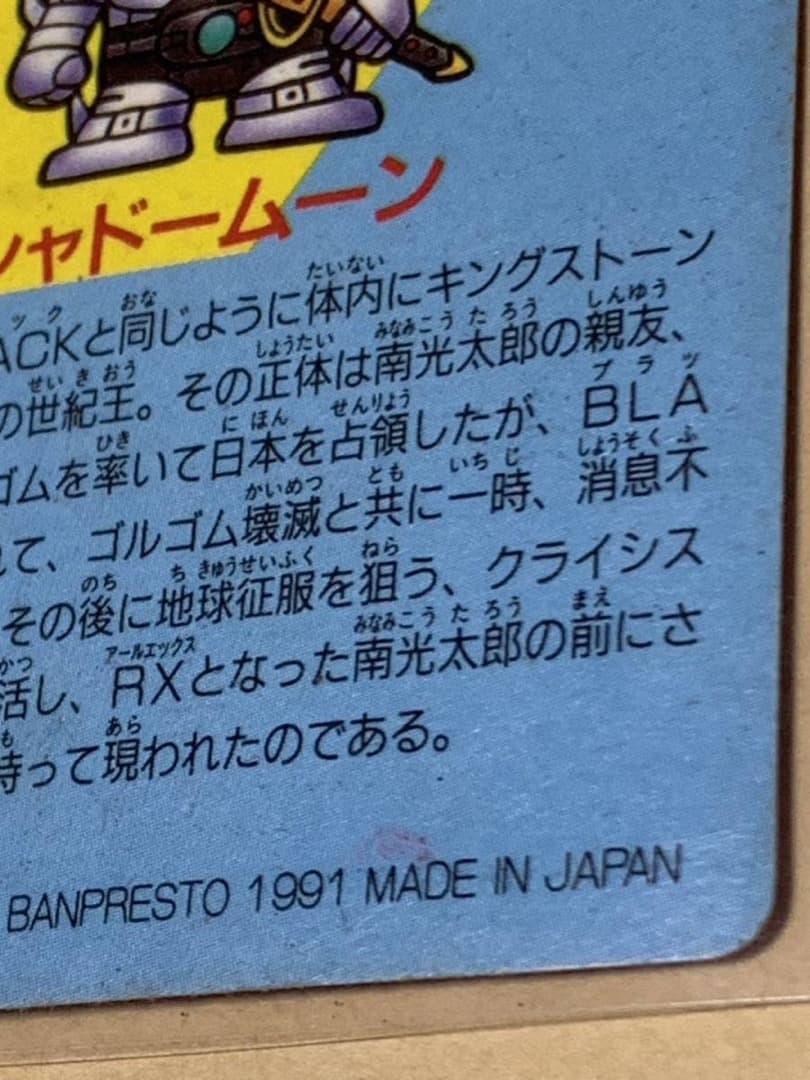 シャドームーン
ACKと同じように体内にキングストーン
の世紀王。その正体は南光太郎の親友、
ゴムを率いて日本を占領したが、BLA
れて、ゴルゴム壊滅と共に一時、消息不
その後に地球征服を狙う、クライシス
活し、RXとなった南光太郎の前にさ
持って現われたのである。
BANPRESTO 1991 MADE IN JAPAN